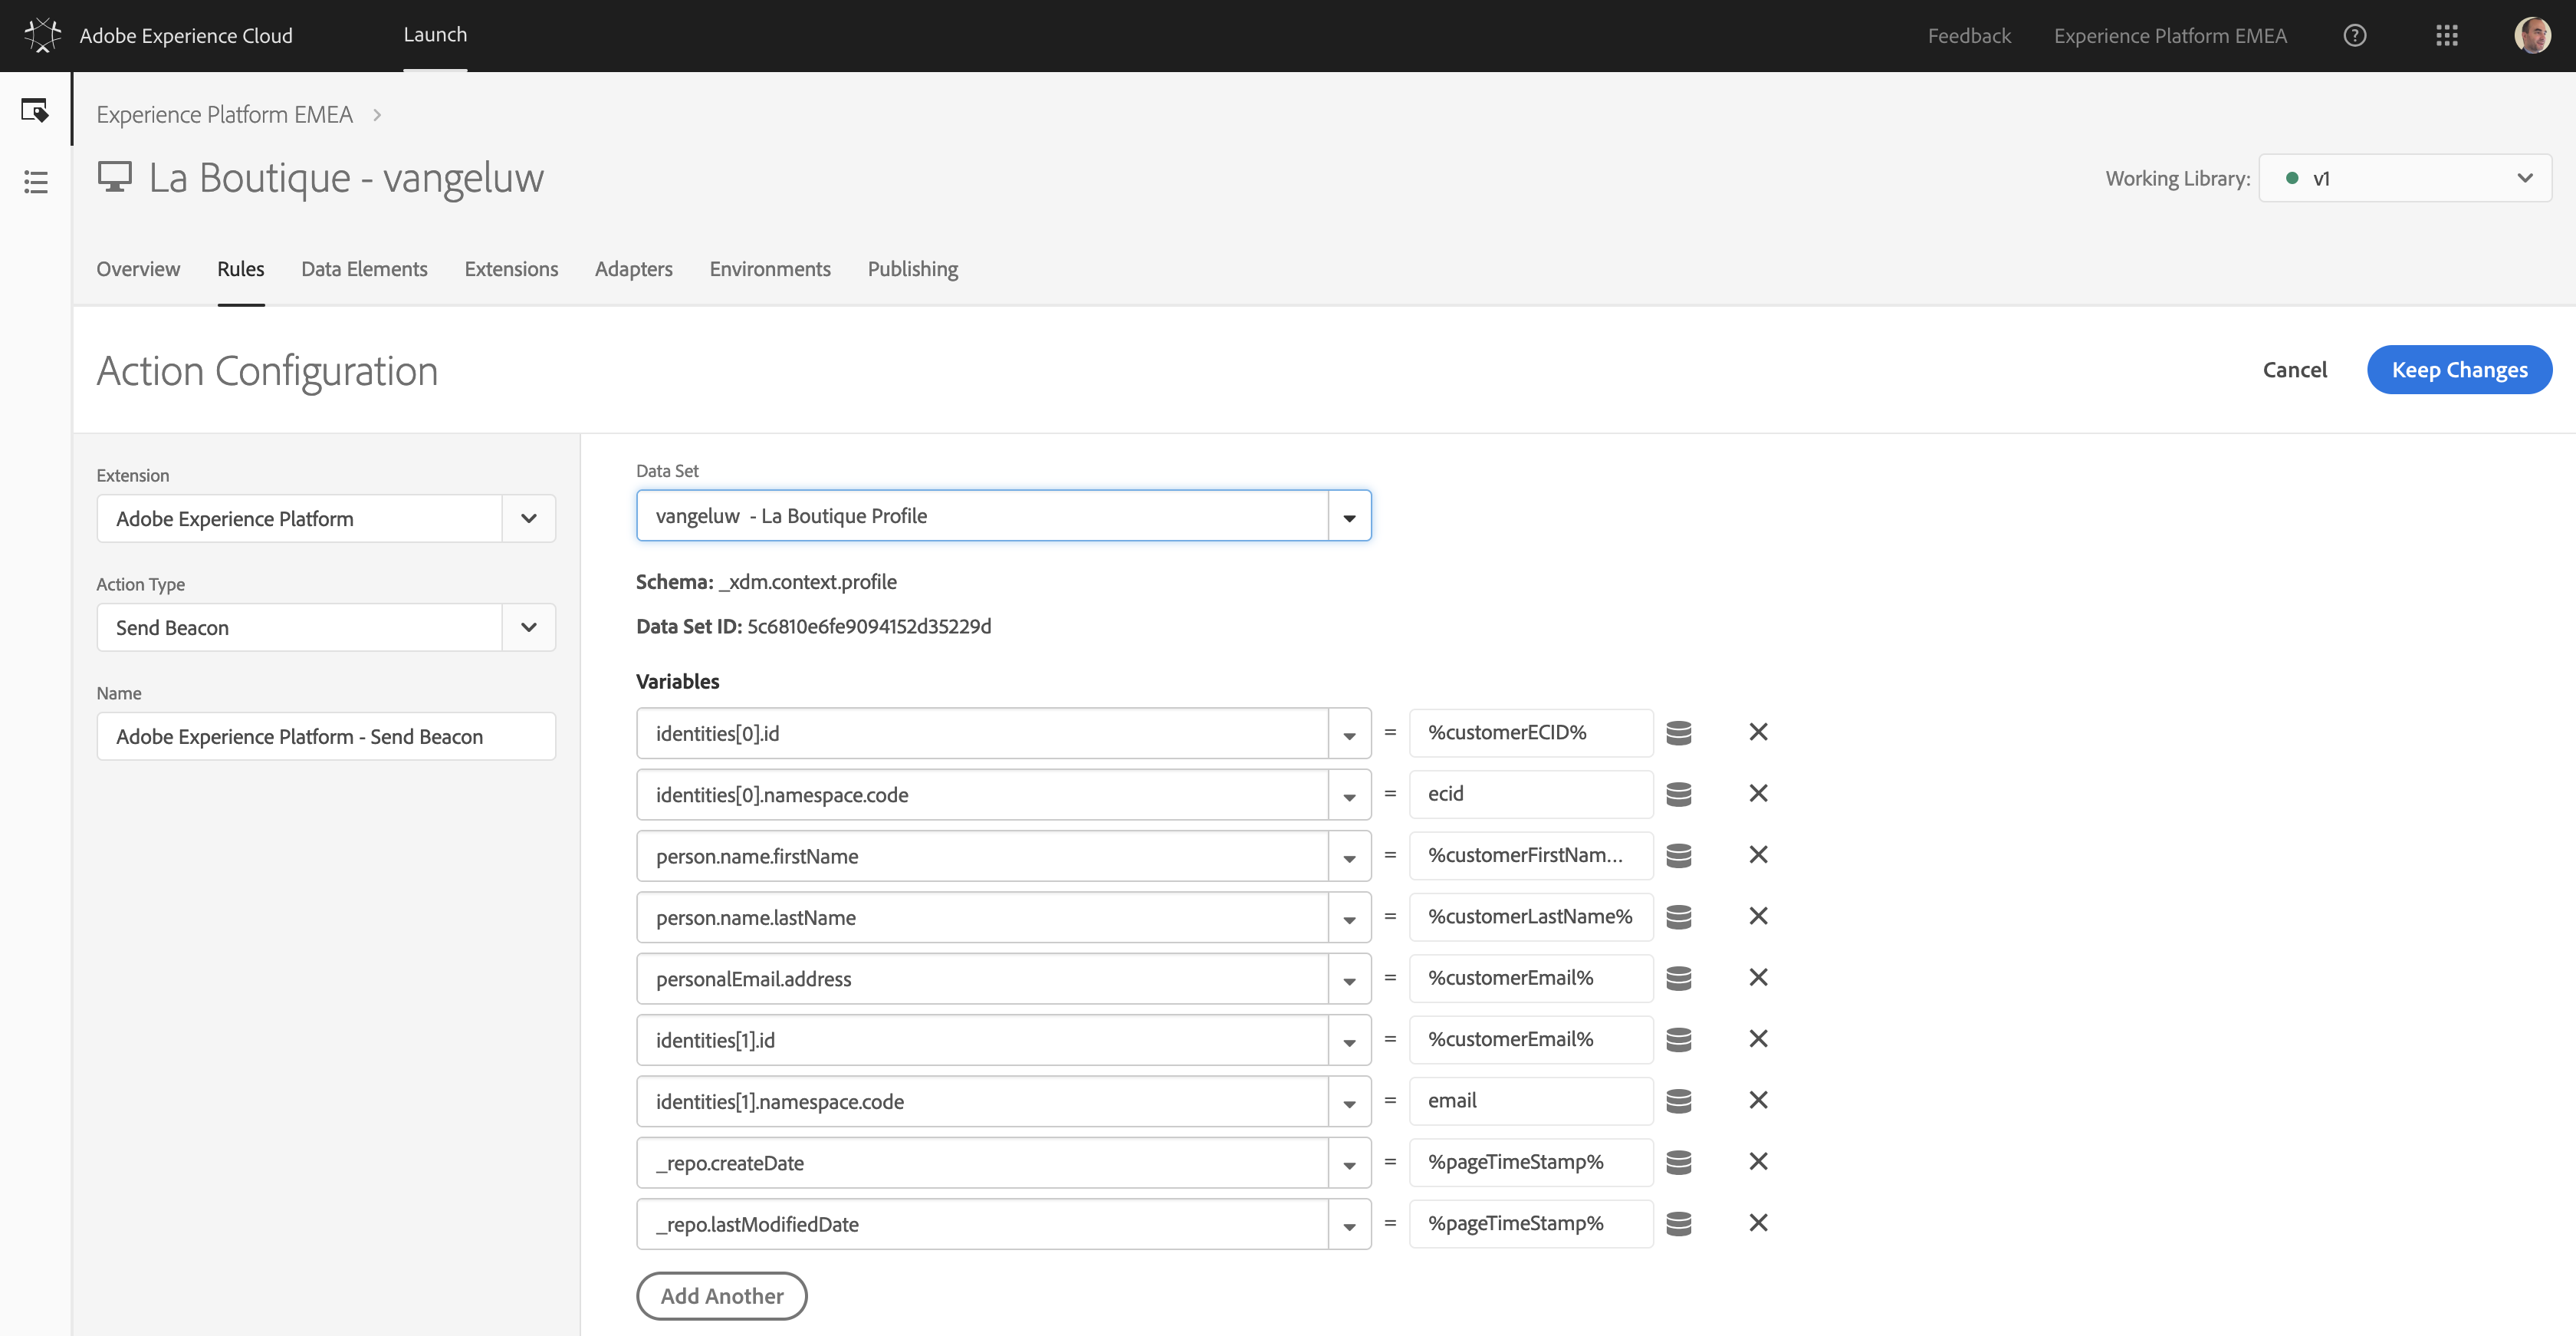 Adobe Experience Cloud
Launch
Feedback
Experience Platform EMEA
Experience Platform EMEA
La Boutique - vangeluw
Working Library:
v1
Overview
Rules
Data Elements
Extensions
Adapters
Environments
Publishing
Action Configuration
Cancel
Keep Changes
Extension
Adobe Experience Platform
Action Type
Send Beacon
Name
Adobe Experience Platform - Send Beacon
Data Set
vangeluw - La Boutique Profile
Schema: _xdm.context.profile
Data Set ID: 5c6810e6fe9094152d35229d
Variables
identities[0].id = %customerECID%
identities[0].namespace.code = ecid
person.name.firstName = %customerFirstNam...
person.name.lastName = %customerLastName%
personalEmail.address = %customerEmail%
identities[1].id = %customerEmail%
identities[1].namespace.code = email
_repo.createDate = %pageTimeStamp%
_repo.lastModifiedDate = %pageTimeStamp%
Add Another